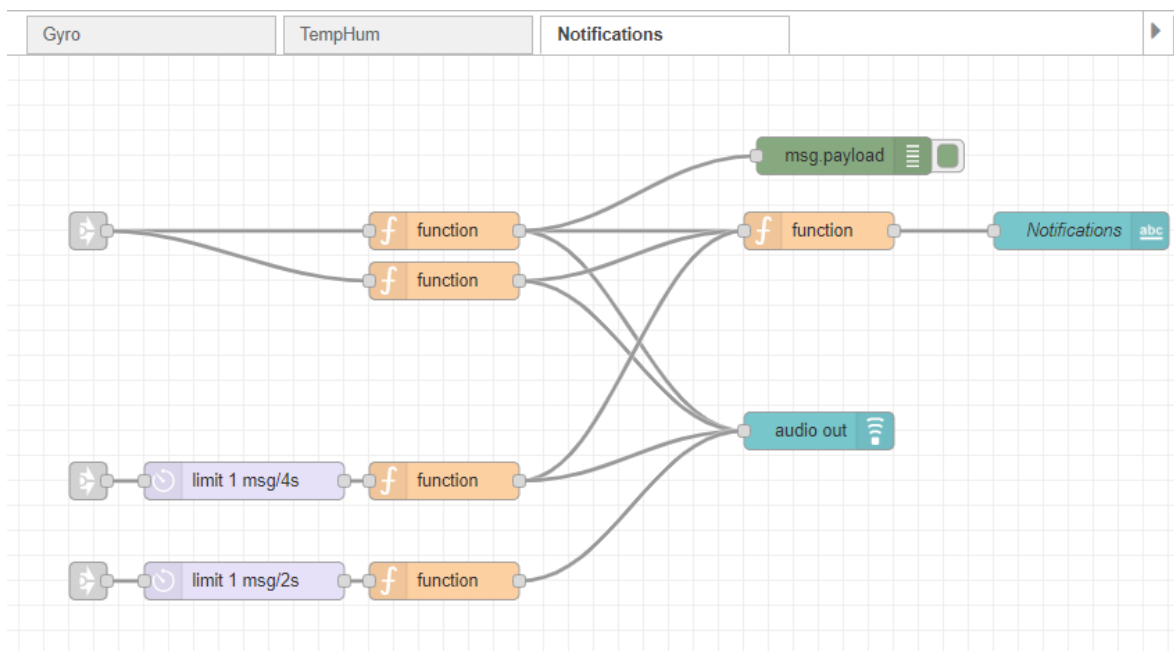 Gyro
TempHum
Notifications
msg.payload
function
function
Notifications
abc
function
audio out
limit 1 msg/4s
function
limit 1 msg/2s
function